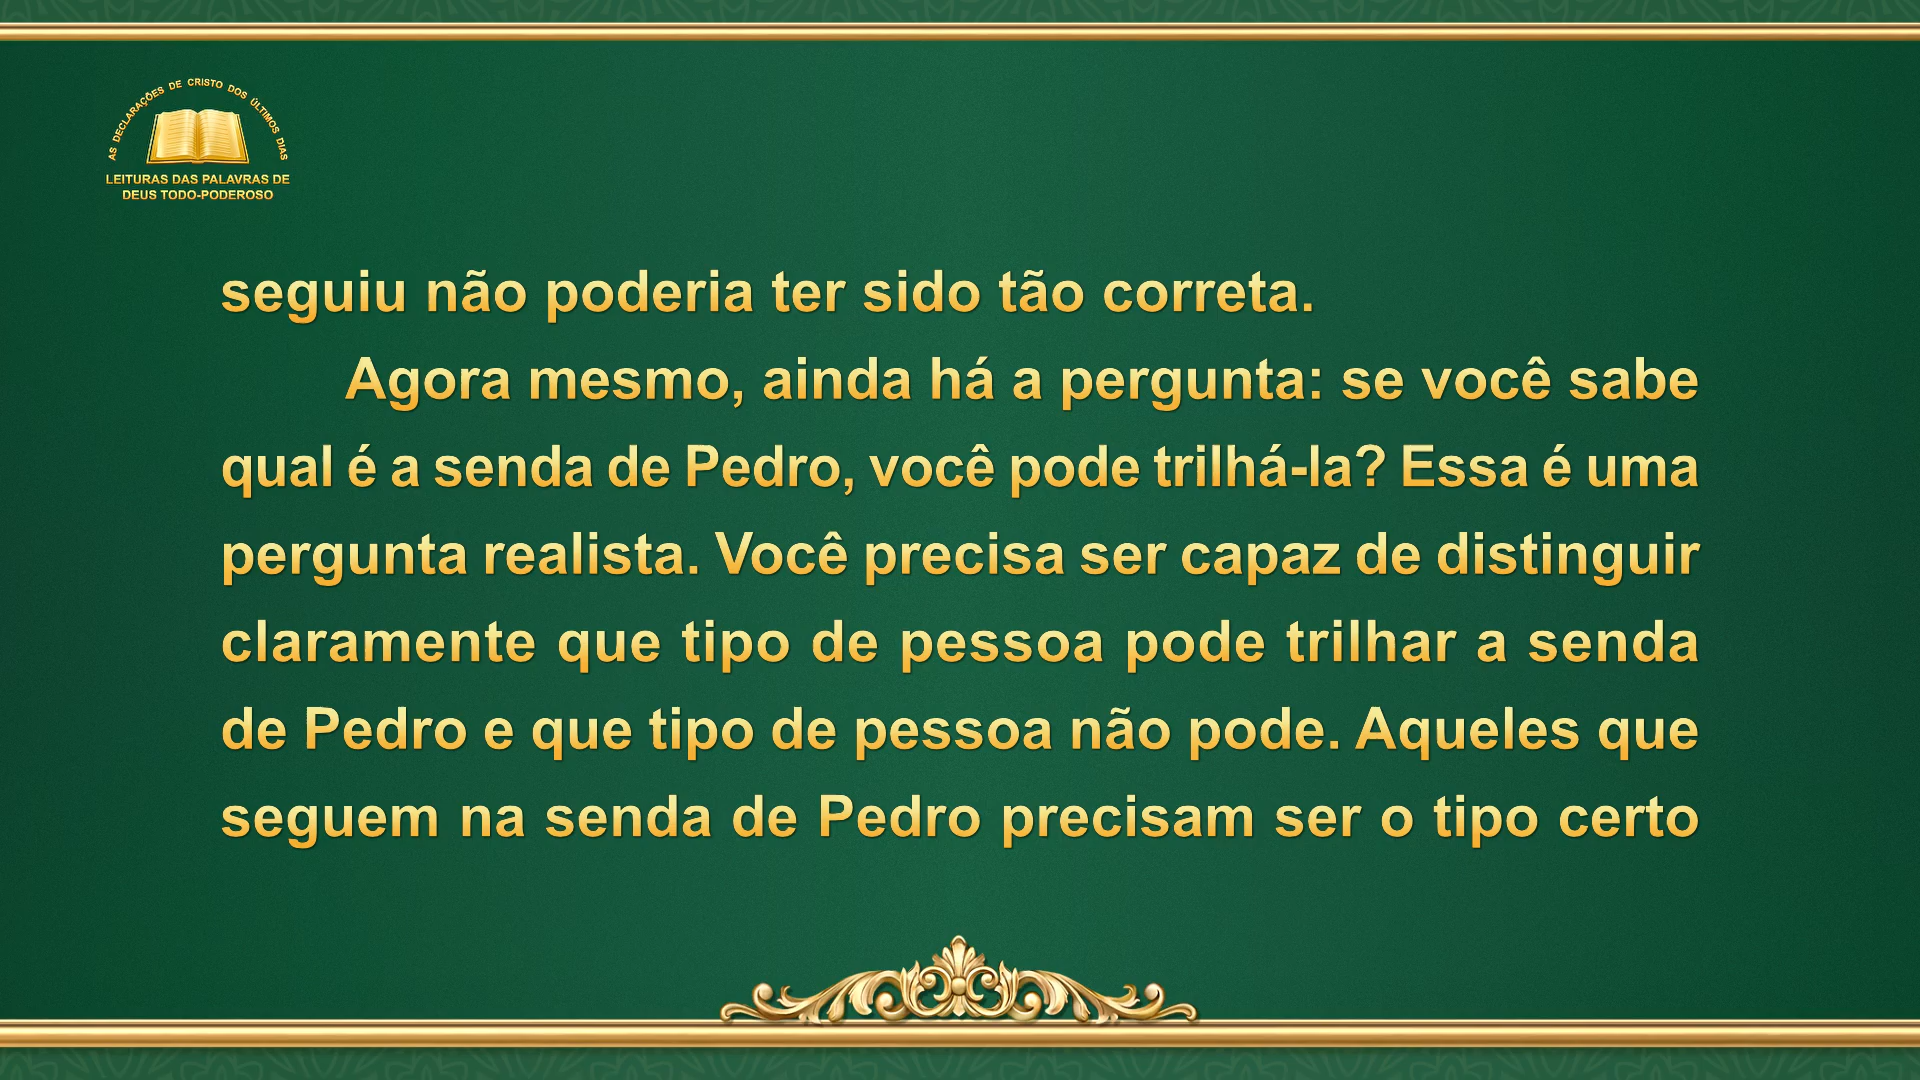 AS DECLARAÇÕES DE CRISTO DOS ÚLTIMOS DIAS
LEITURAS DAS PALAVRAS DE
DEUS TODO-PODEROSO
seguiu não poderia ter sido tão correta.
Agora mesmo, ainda há a pergunta: se você sabe
qual é a senda de Pedro, você pode trilhá-la? Essa é uma
pergunta realista. Você precisa ser capaz de distinguir
claramente que tipo de pessoa pode trilhar a senda
de Pedro e que tipo de pessoa não pode. Aqueles que
seguem na senda de Pedro precisam ser o tipo certo